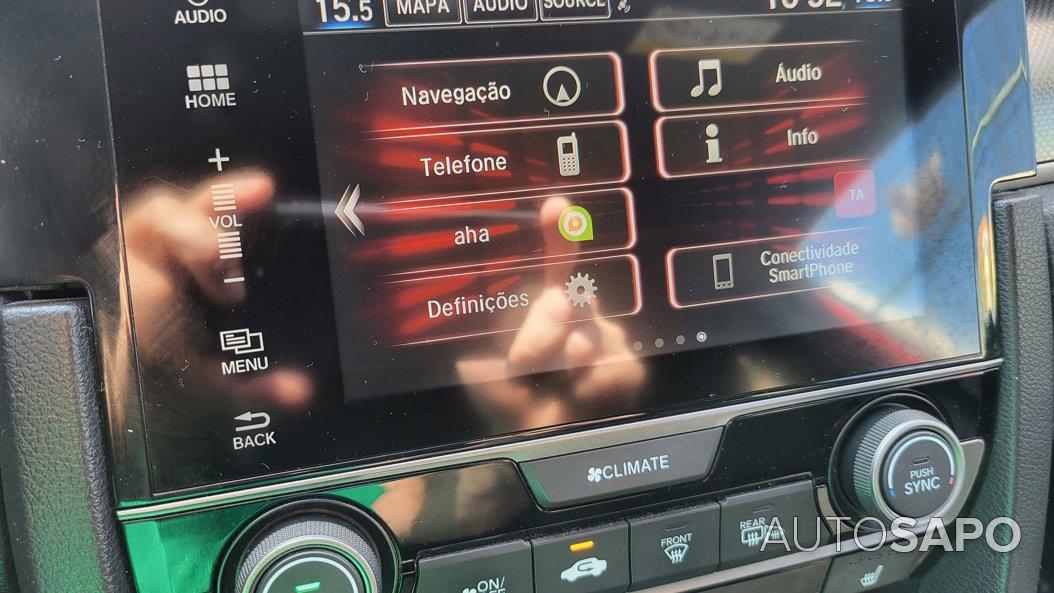 AUDIO
HOME
+
VOL
−
MENU
BACK
15.5
MAPA
AUDIO
SOURCE
Navegação
Áudio
Telefone
Info
aha
TA
Definições
Conectividade
SmartPhone
CLIMATE
PUSH
SYNC
ON/
FRONT
REAR
AUTOSAPO